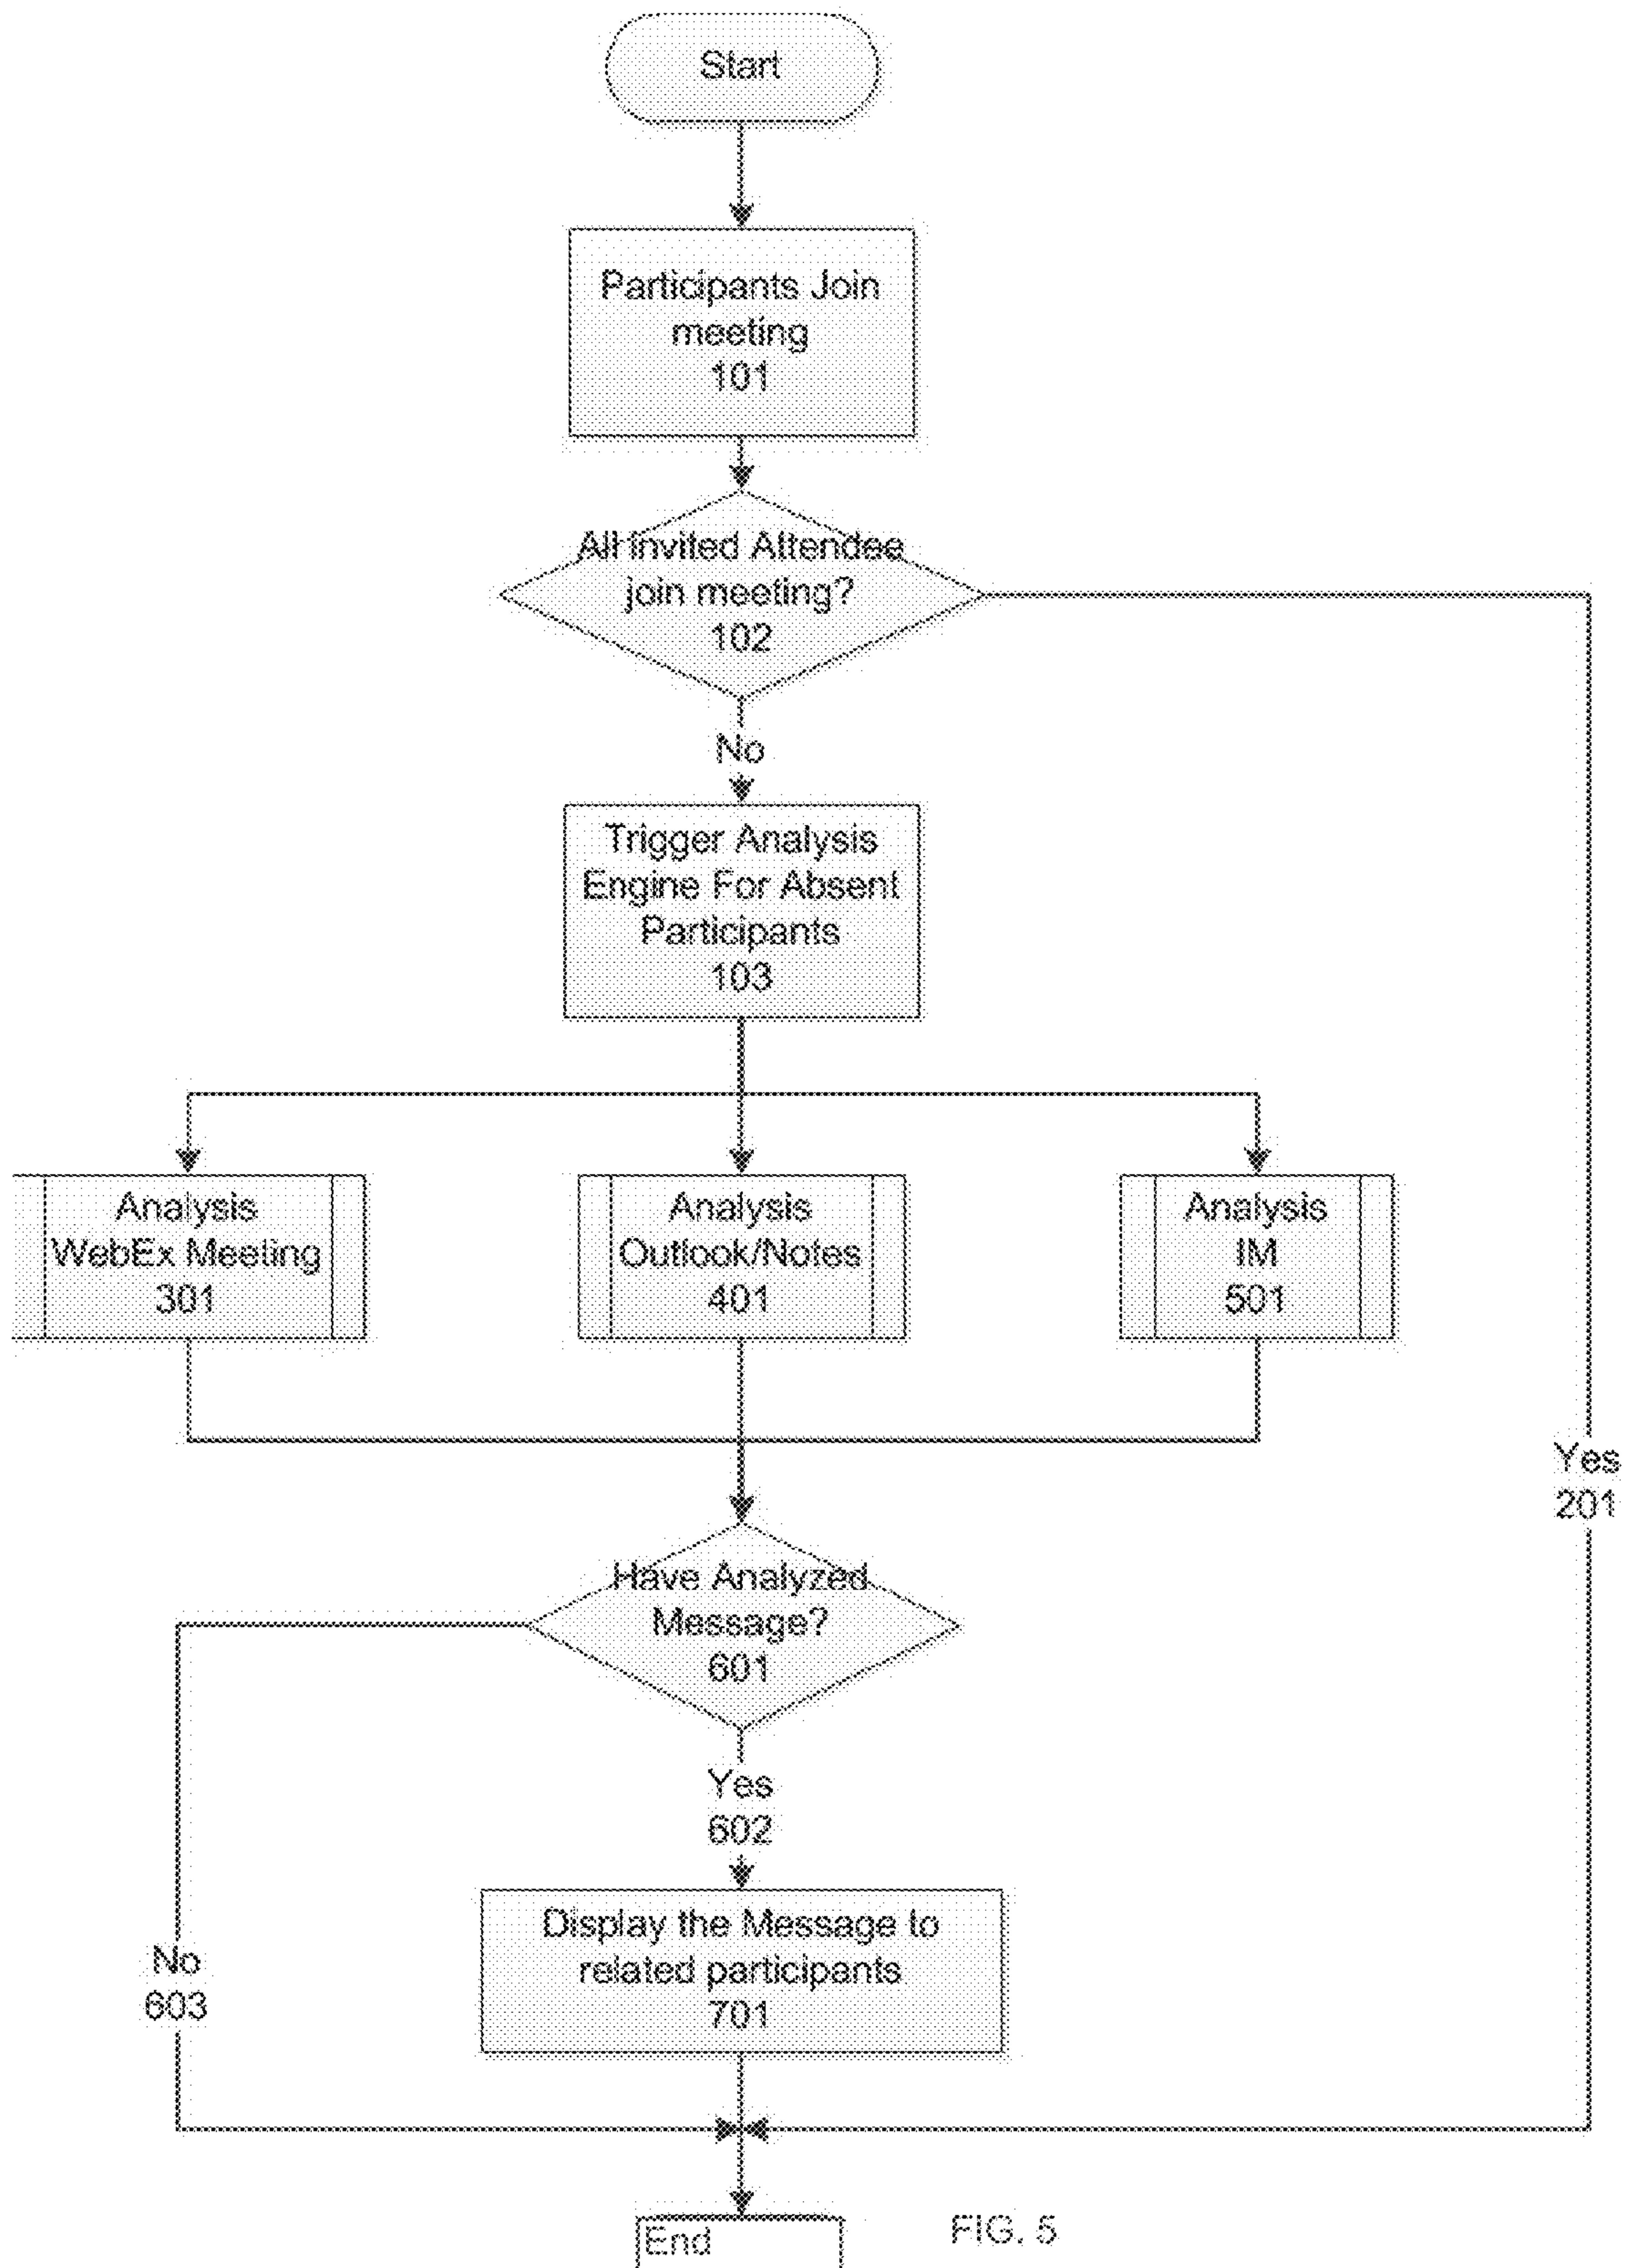 Start
Participants Join
meeting
101
All invited Attendee
join meeting?
102
No
Trigger Analysis
Engine For Absent
Participants
103
Analysis
WebEx Meeting
301
Analysis
Outlook/Notes
401
Analysis
IM
501
Yes
201
Have Analyzed
Message?
601
Yes
602
No
603
Display the Message to
related participants
701
End
FIG. 5